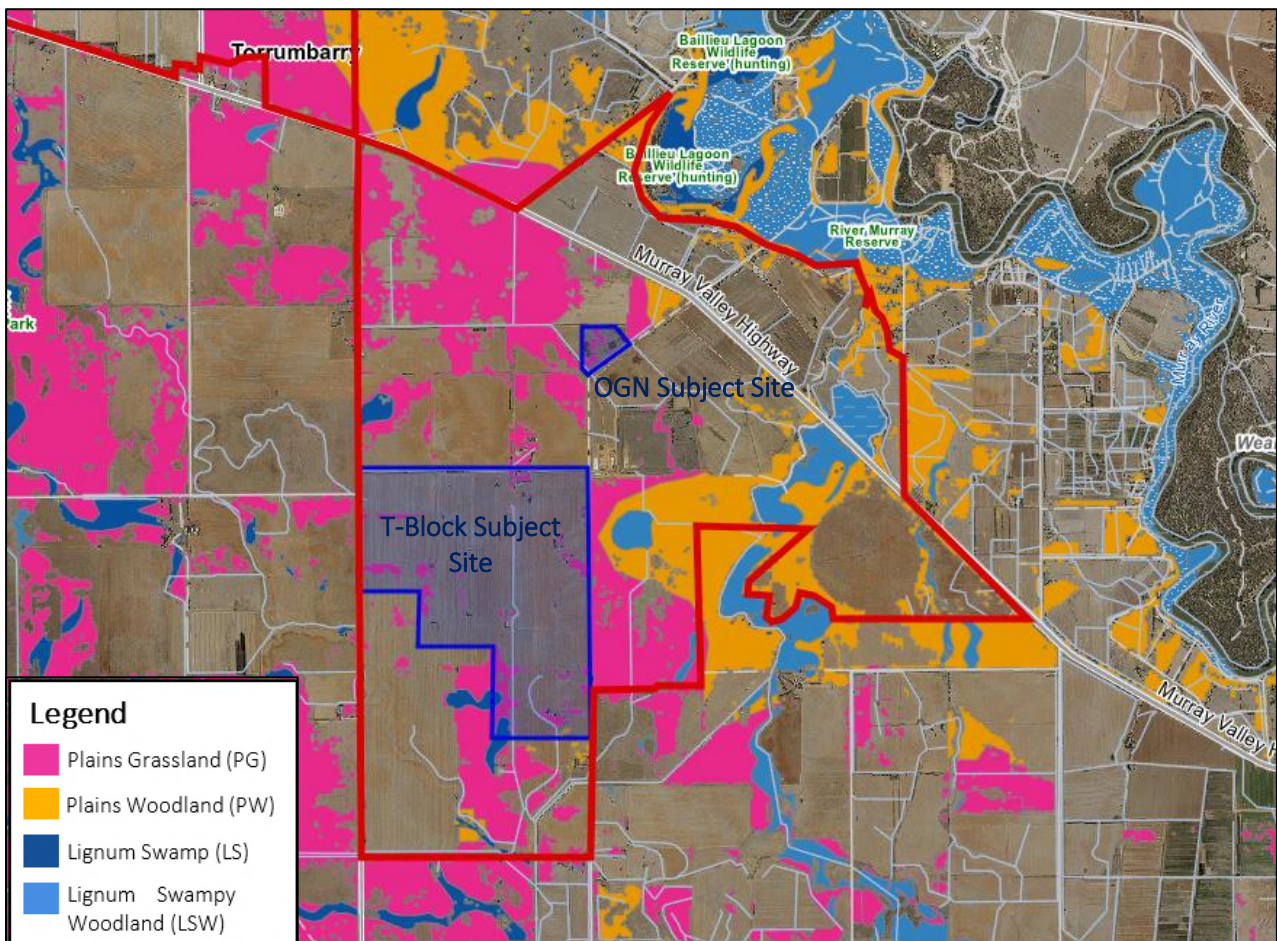 Torrumbarry
Baillieu Lagoon
Wildlife
Reserve (hunting)
Baillieu Lagoon
Wildlife
Reserve (hunting)
River Murray
Reserve
Murray Valley Highway
Murray River
ark
OGN Subject Site
Wea
T-Block Subject
Site
Murray Valley H
Legend
Plains Grassland (PG)
Plains Woodland (PW)
Lignum Swamp (LS)
Lignum Swampy
Woodland (LSW)